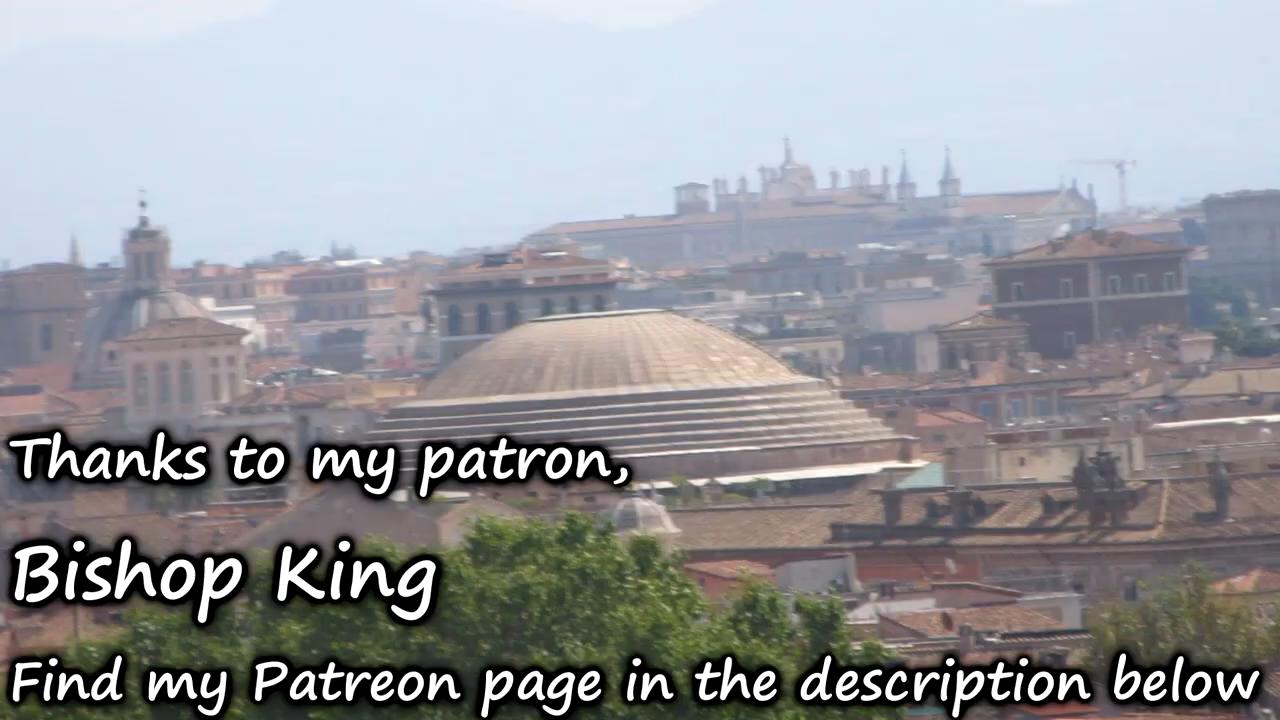 Thanks to my patron,
Bishop King
Find my Patreon page in the description below